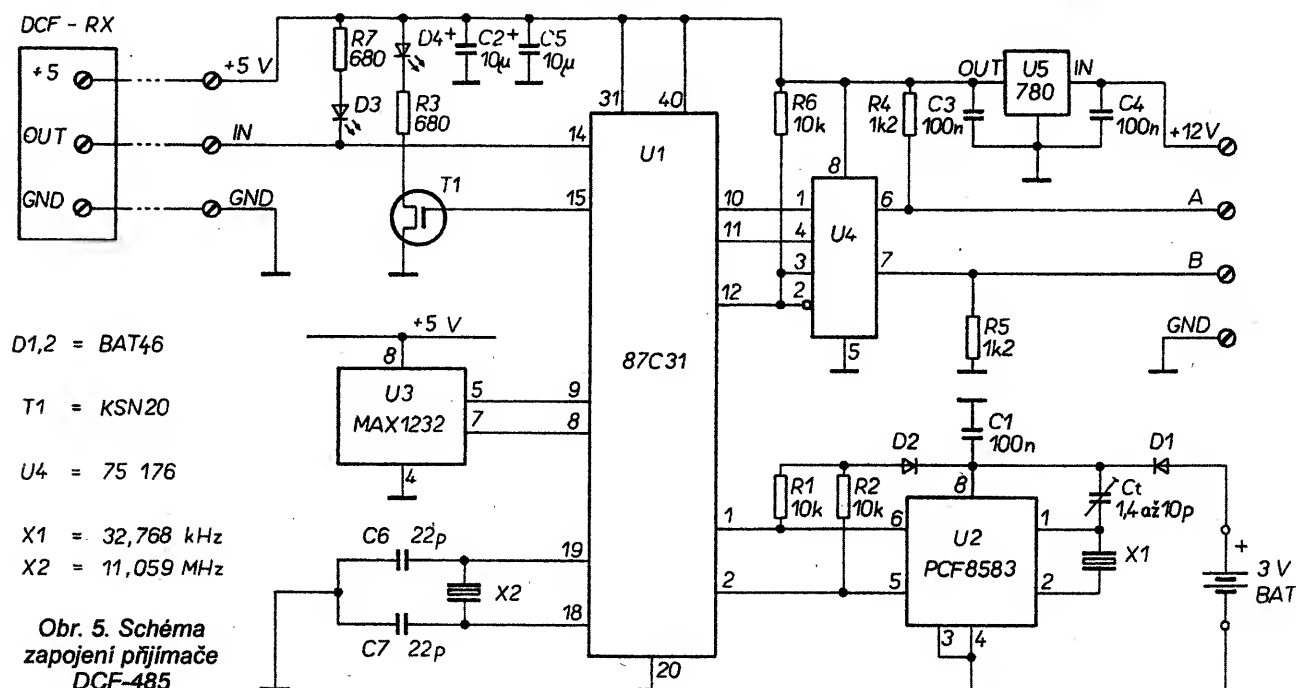 DCF - RX
+5
OUT
GND
+5 V
IN
GND
R7
680
D3
D4
+
C2
10µ
+
C5
10µ
R3
680
T1
31
40
14
15
U1
87C31
10
11
12
9
8
19
18
1
2
20
R6
10k
R4
1k2
C3
100n
OUT
U5
780
IN
C4
100n
+12V
8
1
4
3
2
U4
6
7
5
A
B
GND
R5
1k2
+5 V
8
U3
MAX1232
5
7
4
D1,2 = BAT46
T1 = KSN20
U4 = 75 176
X1 = 32,768 kHz
X2 = 11,059 MHz
C6 22p
X2
C7 22p
C1
100n
D2
D1
R1
10k
R2
10k
8
6
5
U2
PCF8583
1
2
3
4
Ct
1,4 až 10p
X1
+
3 V
BAT
Obr. 5. Schéma
zapojení přijímače
DCF-485